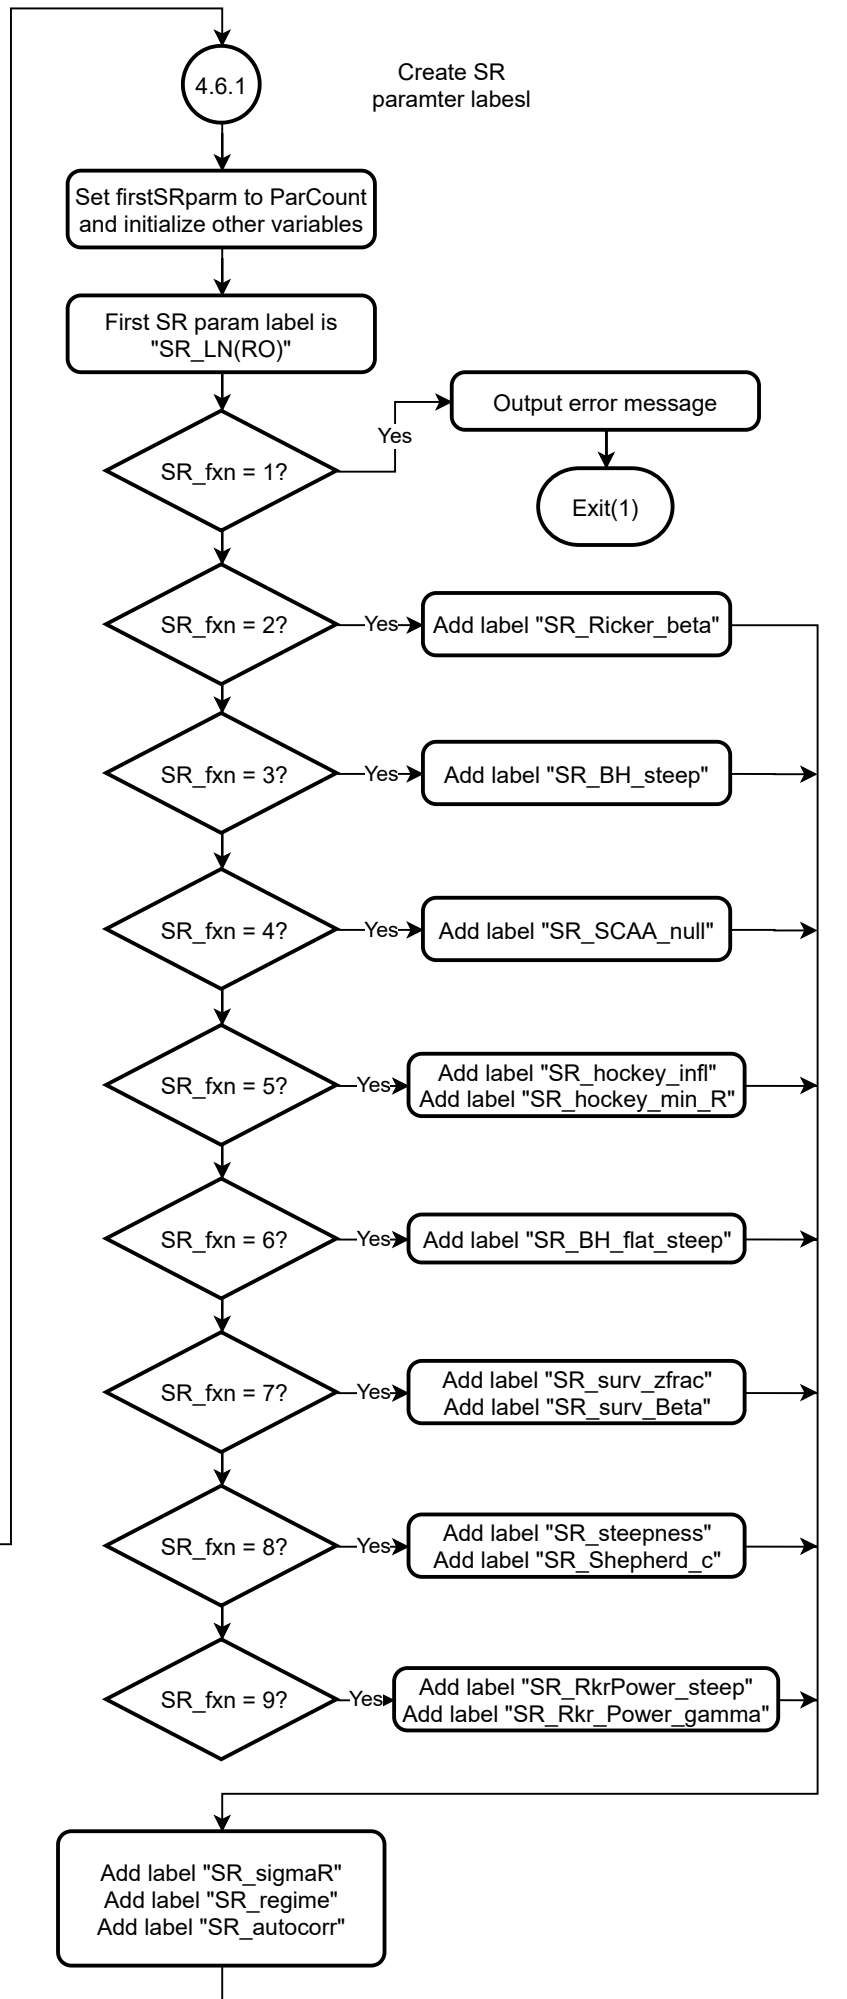 4.6.1
Create SR
paramter labesl
Set firstSRparm to ParCount
and initialize other variables
First SR param label is
"SR_LN(RO)"
Output error message
Yes
SR_fxn = 1?
Exit(1)
SR_fxn = 2?
Yes
Add label "SR_Ricker_beta"
SR_fxn = 3?
Yes
Add label "SR_BH_steep"
SR_fxn = 4?
Yes
Add label "SR_SCAA_null"
SR_fxn = 5?
Yes
Add label "SR_hockey_infl"
Add label "SR_hockey_min_R"
SR_fxn = 6?
Yes
Add label "SR_BH_flat_steep"
SR_fxn = 7?
Yes
Add label "SR_surv_zfrac"
Add label "SR_surv_Beta"
SR_fxn = 8?
Yes
Add label "SR_steepness"
Add label "SR_Shepherd_c"
SR_fxn = 9?
Yes
Add label "SR_RkrPower_steep"
Add label "SR_Rkr_Power_gamma"
Add label "SR_sigmaR"
Add label "SR_regime"
Add label "SR_autocorr"